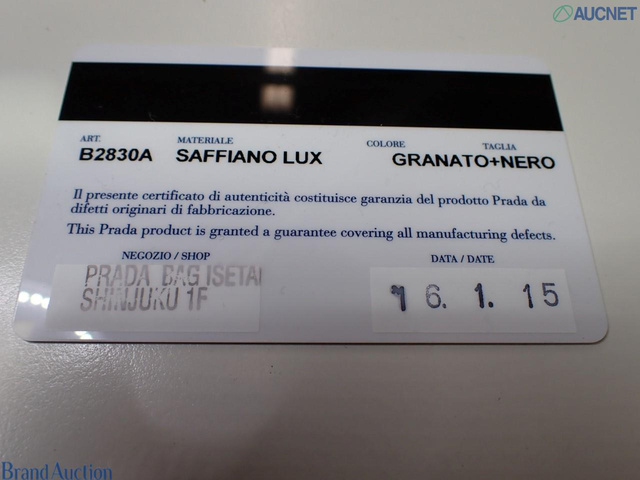 AUCNET
ART. MATERIALE COLORE TAGLIA
B2830A SAFFIANO LUX GRANATO+NERO
Il presente certificato di autenticità costituisce garanzia del prodotto Prada da
difetti originari di fabbricazione.
This Prada product is granted a guarantee covering all manufacturing defects.
NEGOZIO / SHOP DATA / DATE
PRADA BAG ISETAN
SHINJUKU 1F 16. 1. 15
Brand Auction